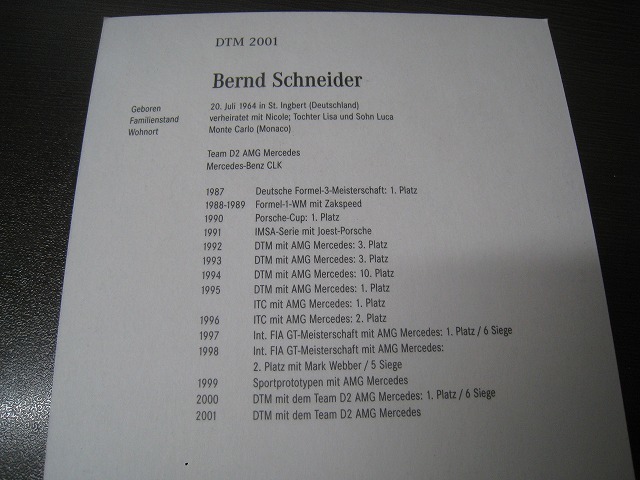 DTM 2001
Bernd Schneider
Geboren 20. Juli 1964 in St. Ingbert (Deutschland)
Familienstand verheiratet mit Nicole; Tochter Lisa und Sohn Luca
Wohnort Monte Carlo (Monaco)
Team D2 AMG Mercedes
Mercedes-Benz CLK
1987 Deutsche Formel-3-Meisterschaft: 1. Platz
1988-1989 Formel-1-WM mit Zakspeed
1990 Porsche-Cup: 1. Platz
1991 IMSA-Serie mit Joest-Porsche
1992 DTM mit AMG Mercedes: 3. Platz
1993 DTM mit AMG Mercedes: 3. Platz
1994 DTM mit AMG Mercedes: 10. Platz
1995 DTM mit AMG Mercedes: 1. Platz
ITC mit AMG Mercedes: 1. Platz
1996 ITC mit AMG Mercedes: 2. Platz
1997 Int. FIA GT-Meisterschaft mit AMG Mercedes: 1. Platz / 6 Siege
1998 Int. FIA GT-Meisterschaft mit AMG Mercedes:
2. Platz mit Mark Webber / 5 Siege
1999 Sportprototypen mit AMG Mercedes
2000 DTM mit dem Team D2 AMG Mercedes: 1. Platz / 6 Siege
2001 DTM mit dem Team D2 AMG Mercedes